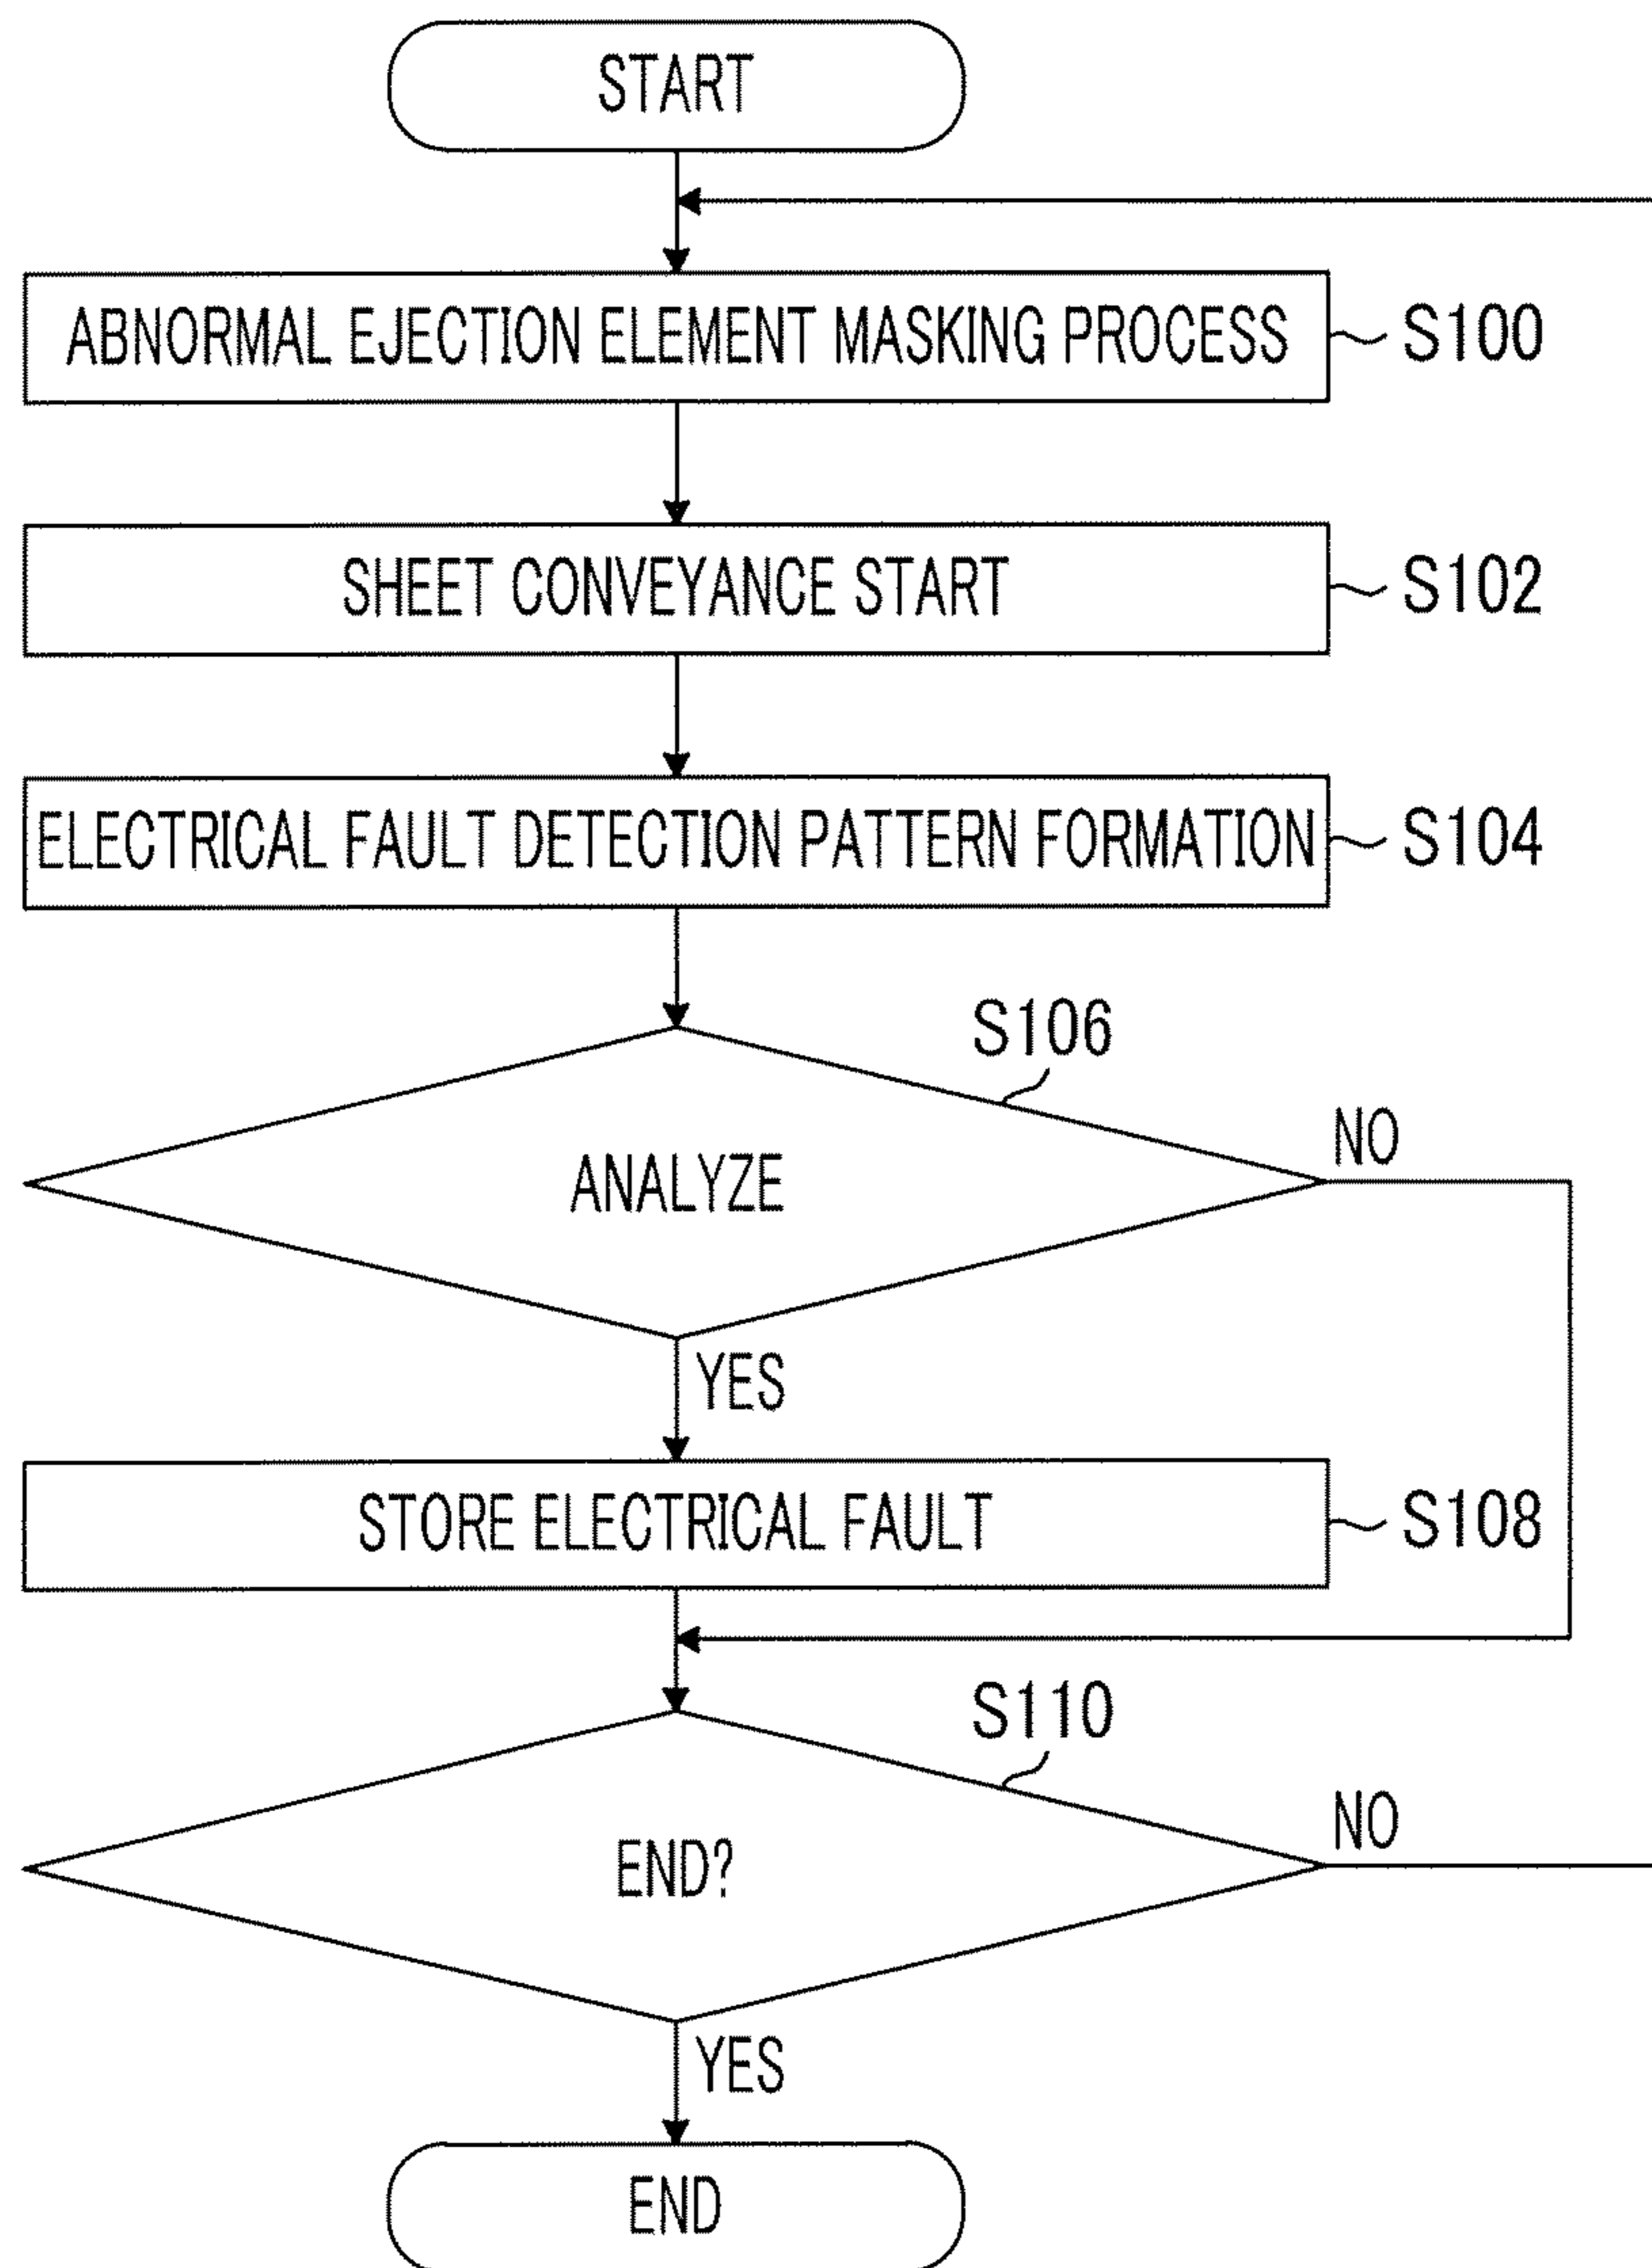 START
ABNORMAL EJECTION ELEMENT MASKING PROCESS S100
SHEET CONVEYANCE START S102
ELECTRICAL FAULT DETECTION PATTERN FORMATION S104
S106
NO
ANALYZE
YES
STORE ELECTRICAL FAULT S108
S110
NO
END?
YES
END